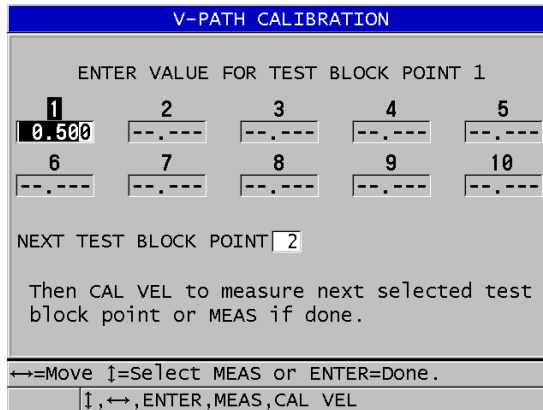 V-PATH CALIBRATION
ENTER VALUE FOR TEST BLOCK POINT 1
1 2 3 4 5
0.500 --.--- --.--- --.--- --.---
6 7 8 9 10
--.--- --.--- --.--- --.--- --.---
NEXT TEST BLOCK POINT 2
Then CAL VEL to measure next selected test
block point or MEAS if done.
↔=Move ↕=Select MEAS or ENTER=Done.
↕,↔,ENTER,MEAS,CAL VEL